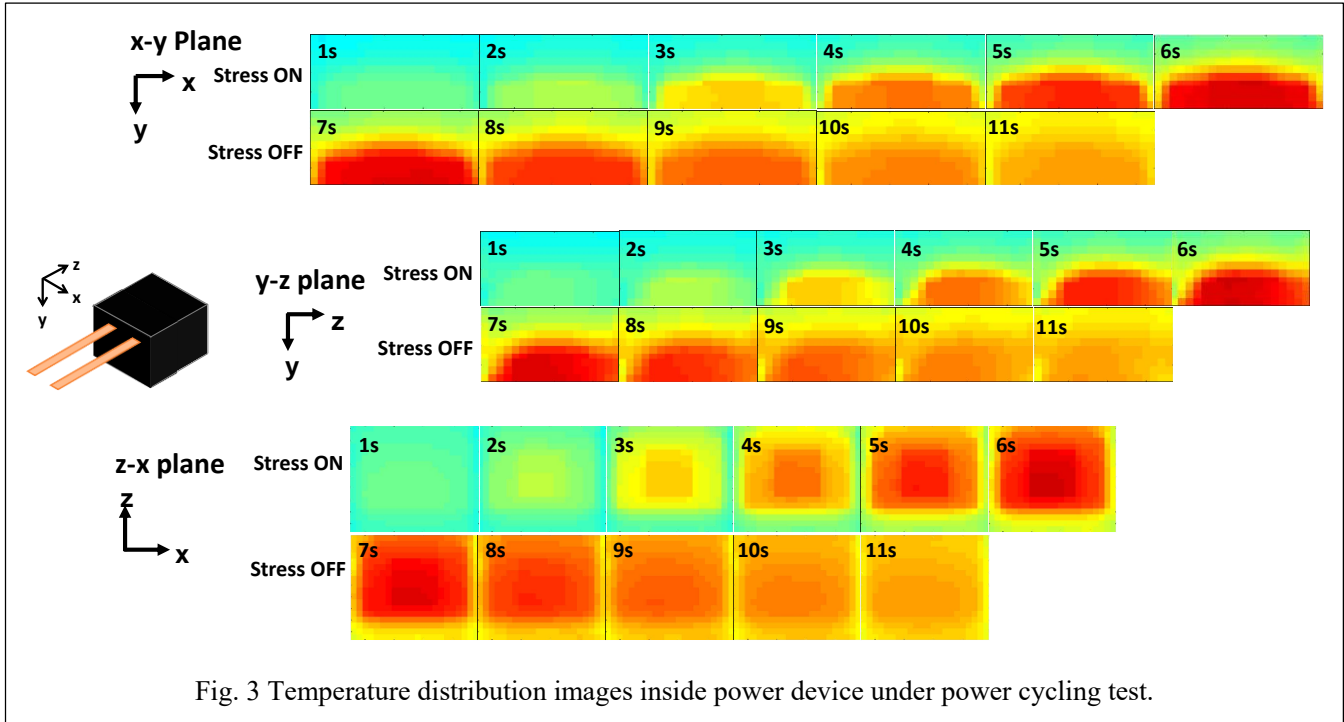 x-y Plane
x
y
Stress ON
1s 2s 3s 4s 5s 6s
Stress OFF
7s 8s 9s 10s 11s
z
x
y
y-z plane
z
y
Stress ON
1s 2s 3s 4s 5s 6s
Stress OFF
7s 8s 9s 10s 11s
z-x plane
z
x
Stress ON
1s 2s 3s 4s 5s 6s
Stress OFF
7s 8s 9s 10s 11s
Fig. 3 Temperature distribution images inside power device under power cycling test.